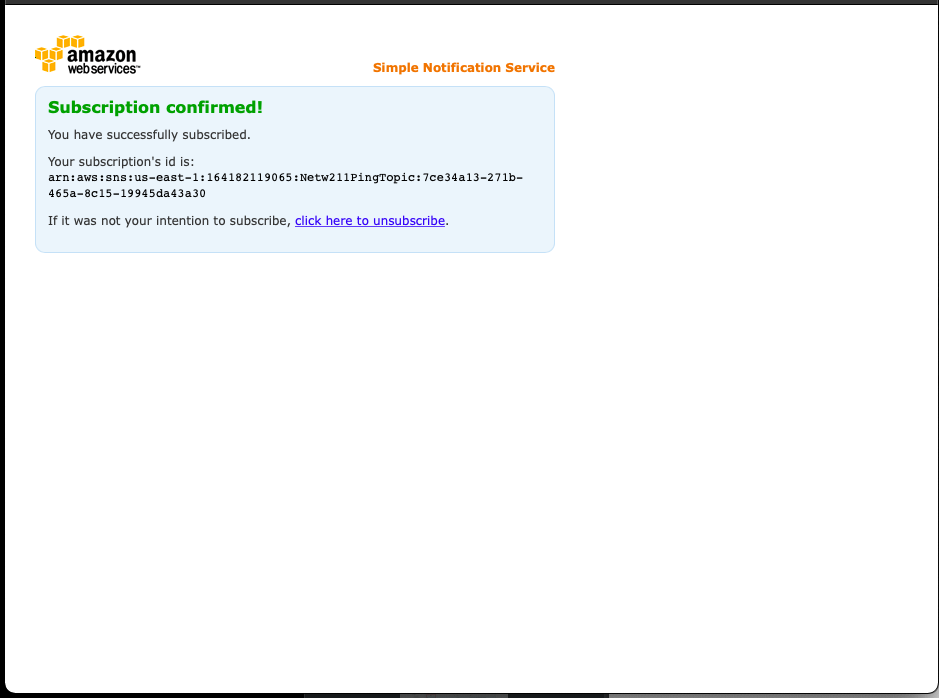 amazon
webservices™
Simple Notification Service
Subscription confirmed!
You have successfully subscribed.
Your subscription's id is:
arn:aws:sns:us-east-1:164182119065:Netw211PingTopic:7ce34a13-271b-
465a-8c15-19945da43a30
If it was not your intention to subscribe, click here to unsubscribe.